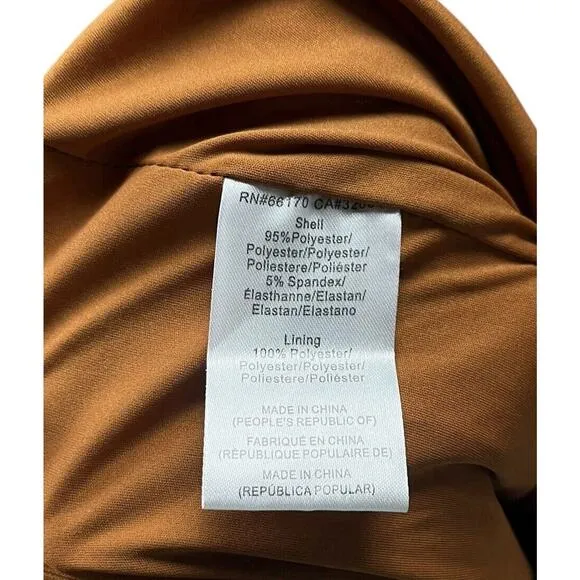 RN#66170 CA#
Shell
95%Polyester/
Polyester/Polyester/
Poliestere/Poliéster
5% Spandex/
Élasthanne/Elastan/
Elastan/Elastano
Lining
100% Polyester/
Polyester/Polyester/
Poliestere/Poliéster
MADE IN CHINA
(PEOPLE'S REPUBLIC OF)
FABRIQUÉ EN CHINA
(RÉPUBLIQUE POPULAIRE DE)
MADE IN CHINA
(REPÚBLICA POPULAR)